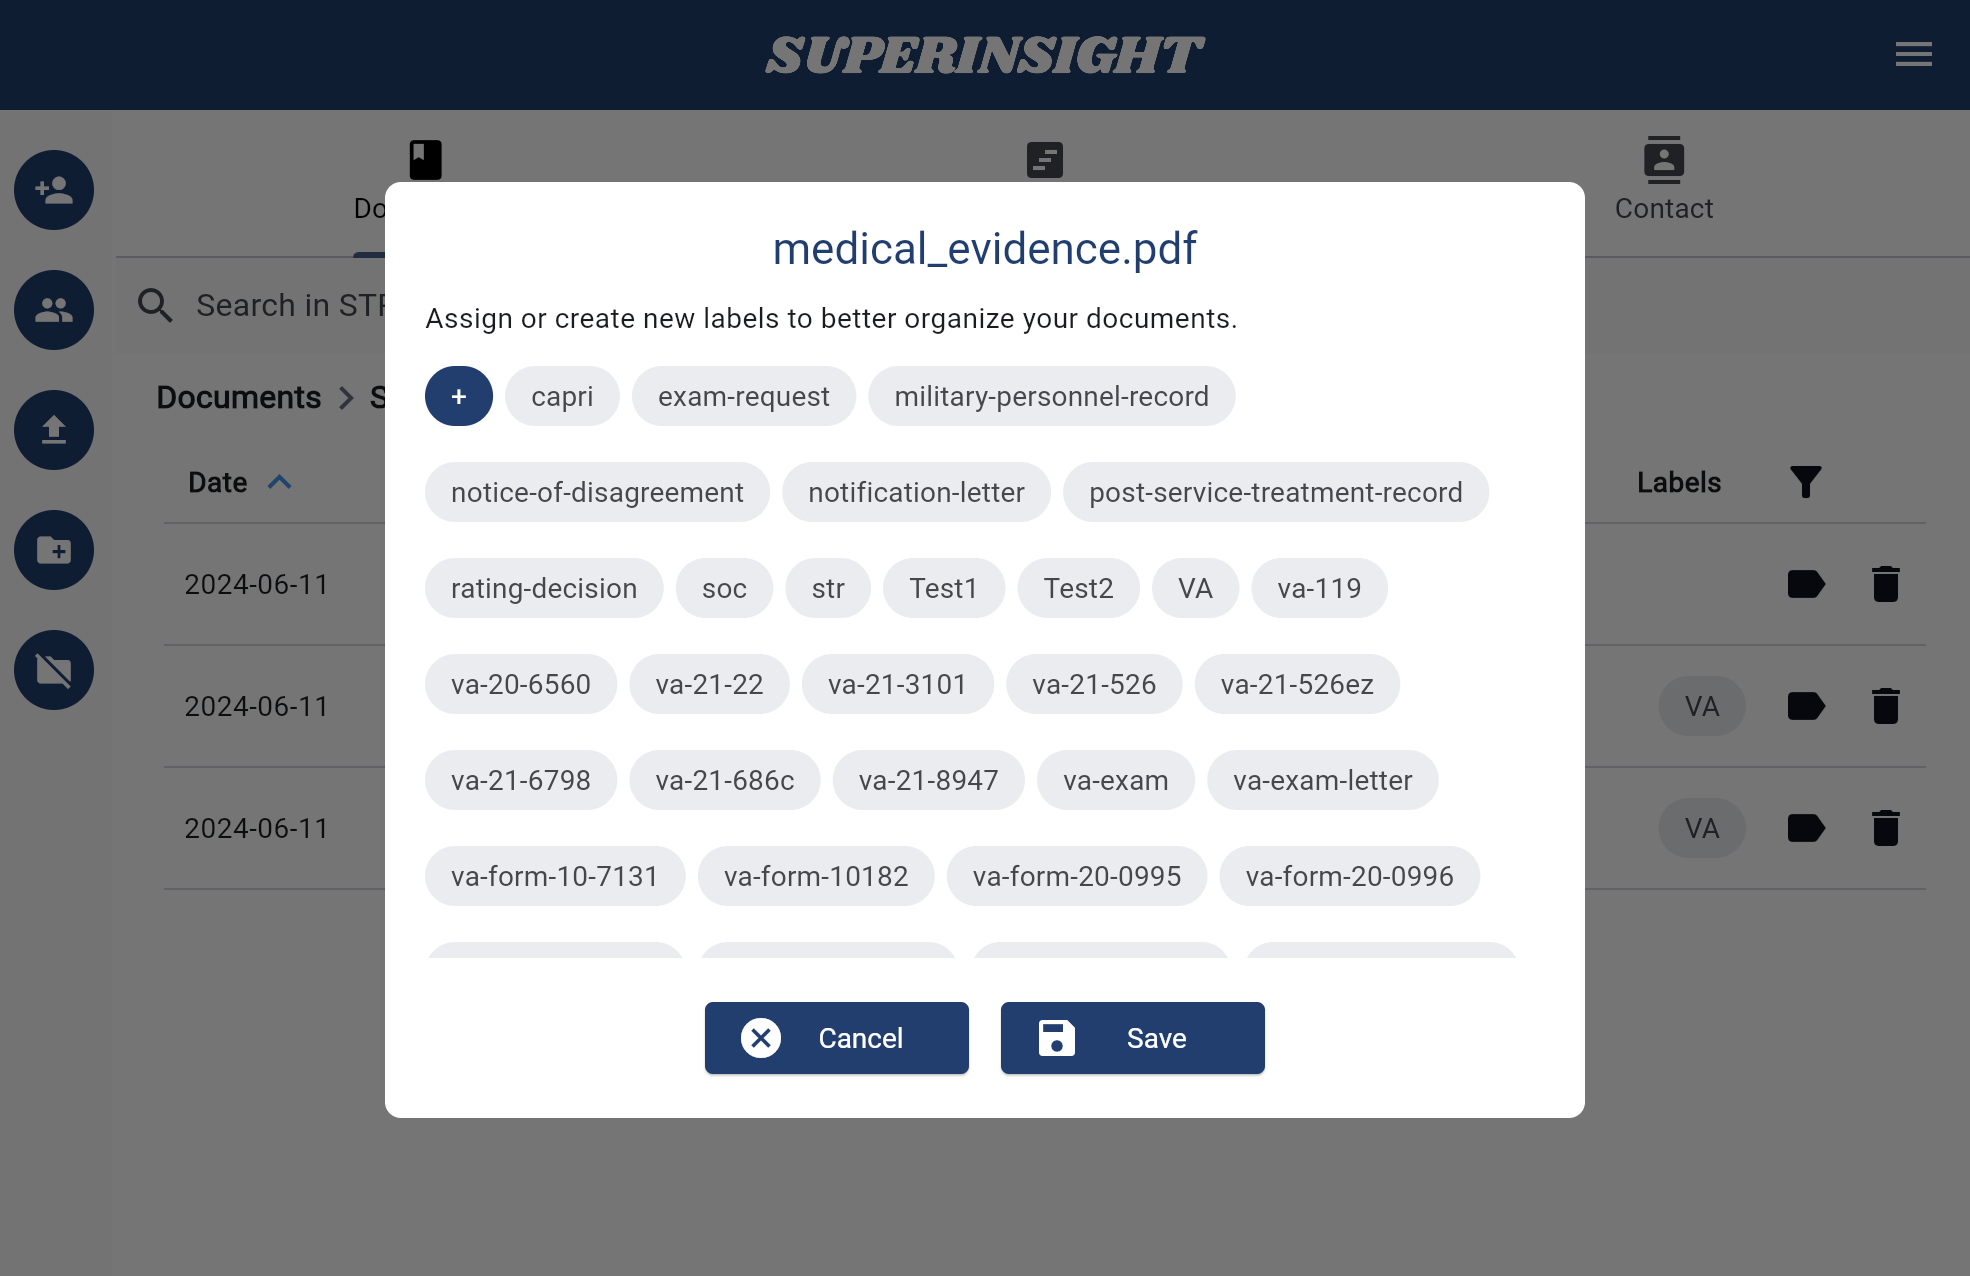 SUPERINSIGHT
Do
Contact
medical_evidence.pdf
Search in ST
Assign or create new labels to better organize your documents.
Documents > S
+ capri exam-request military-personnel-record
Date
Labels
notice-of-disagreement notification-letter post-service-treatment-record
2024-06-11
rating-decision soc str Test1 Test2 VA va-119
va-20-6560 va-21-22 va-21-3101 va-21-526 va-21-526ez
2024-06-11
VA
va-21-6798 va-21-686c va-21-8947 va-exam va-exam-letter
2024-06-11
VA
va-form-10-7131 va-form-10182 va-form-20-0995 va-form-20-0996
Cancel
Save